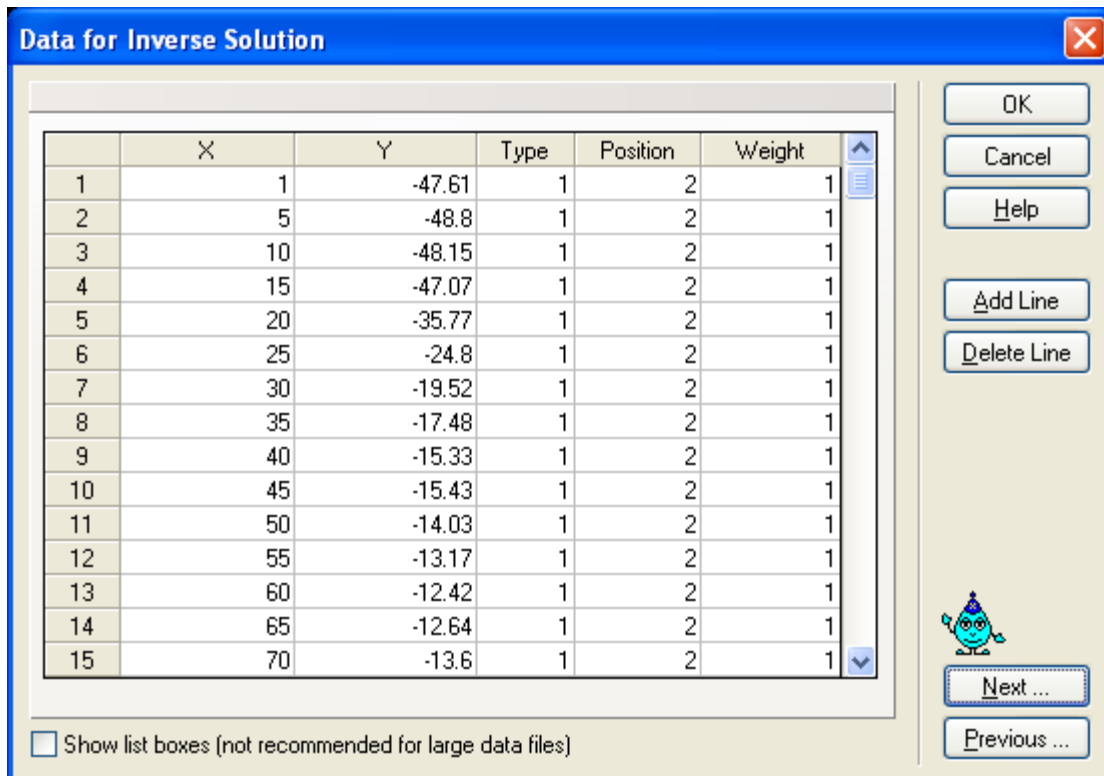 Data for Inverse Solution
X Y Type Position Weight
1 1 -47.61 1 2 1
2 5 -48.8 1 2 1
3 10 -48.15 1 2 1
4 15 -47.07 1 2 1
5 20 -35.77 1 2 1
6 25 -24.8 1 2 1
7 30 -19.52 1 2 1
8 35 -17.48 1 2 1
9 40 -15.33 1 2 1
10 45 -15.43 1 2 1
11 50 -14.03 1 2 1
12 55 -13.17 1 2 1
13 60 -12.42 1 2 1
14 65 -12.64 1 2 1
15 70 -13.6 1 2 1
Show list boxes (not recommended for large data files)
OK
Cancel
Help
Add Line
Delete Line
Next ...
Previous ...